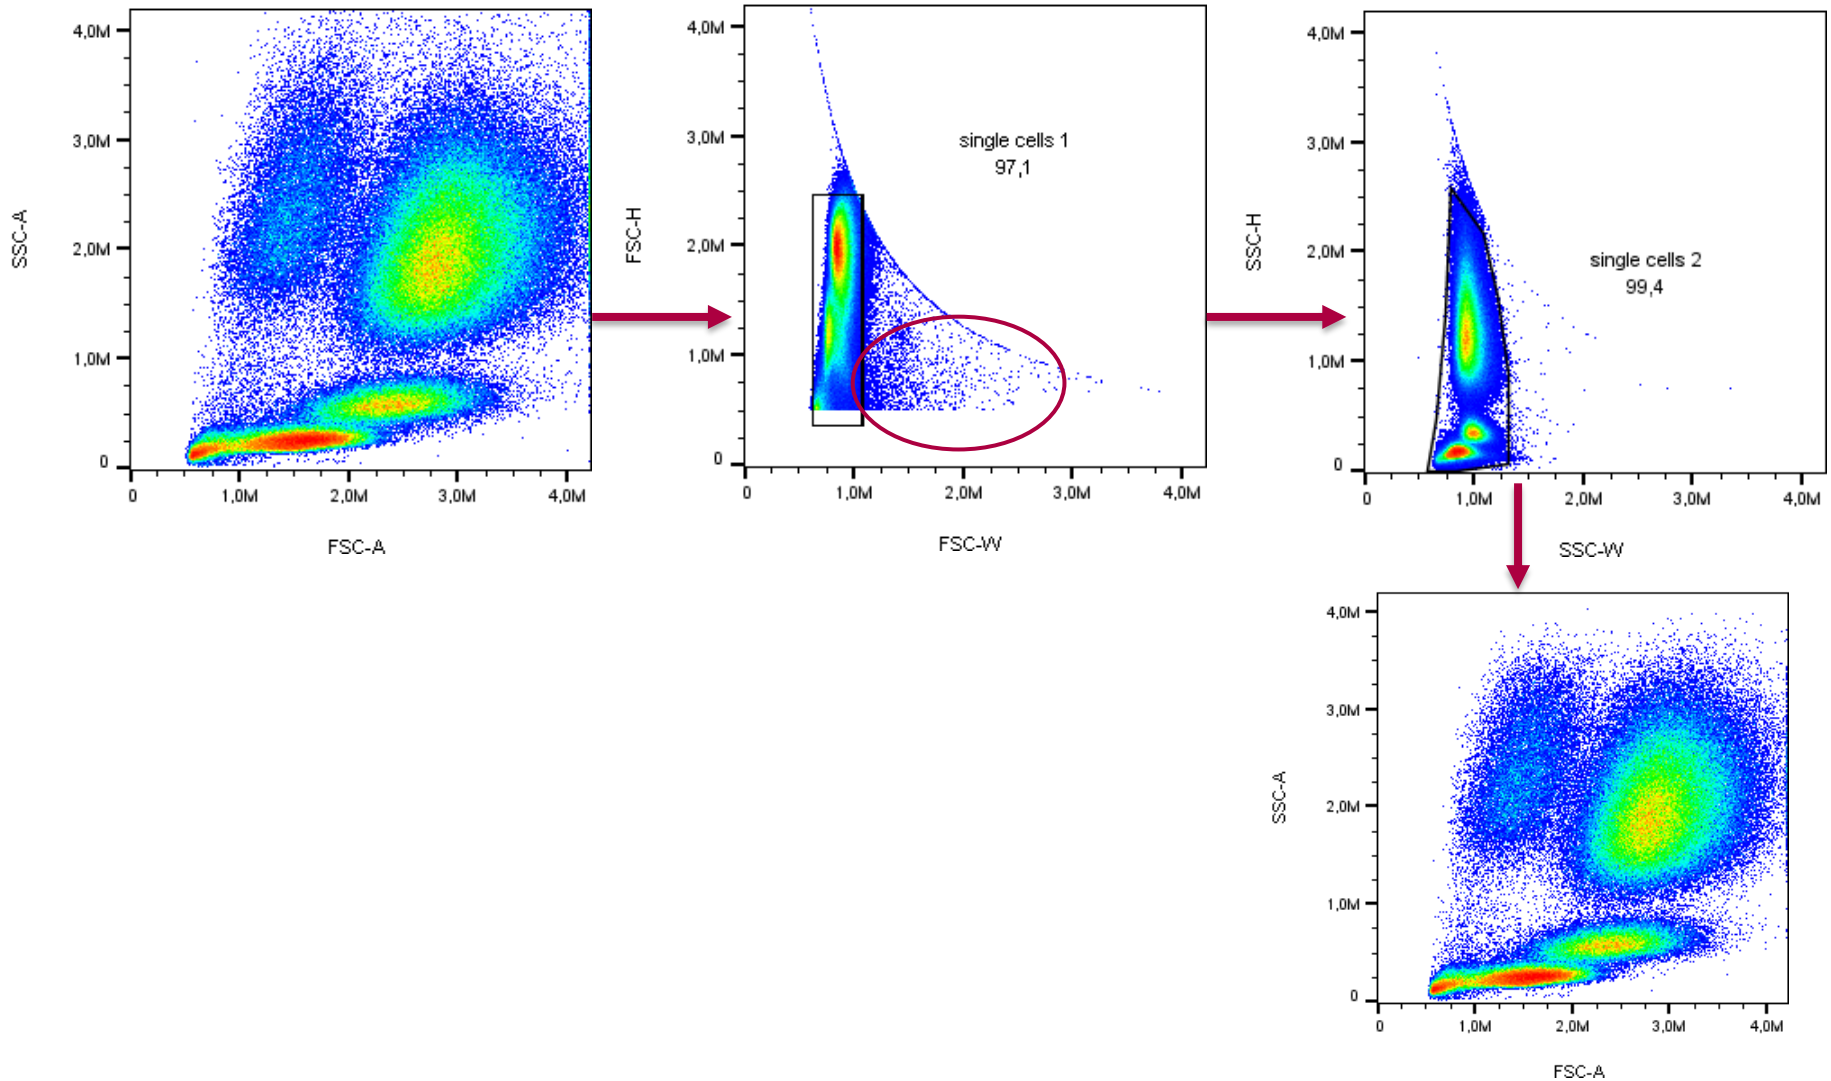 4,0M
3,0M
2,0M
1,0M
0
SSC-A
0 1,0M 2,0M 3,0M 4,0M
FSC-A
4,0M
3,0M
2,0M
1,0M
0
FSC-H
single cells 1
97,1
0 1,0M 2,0M 3,0M 4,0M
FSC-W
4,0M
3,0M
2,0M
1,0M
0
SSC-H
single cells 2
99,4
0 1,0M 2,0M 3,0M 4,0M
SSC-W
4,0M
3,0M
2,0M
1,0M
0
SSC-A
0 1,0M 2,0M 3,0M 4,0M
FSC-A